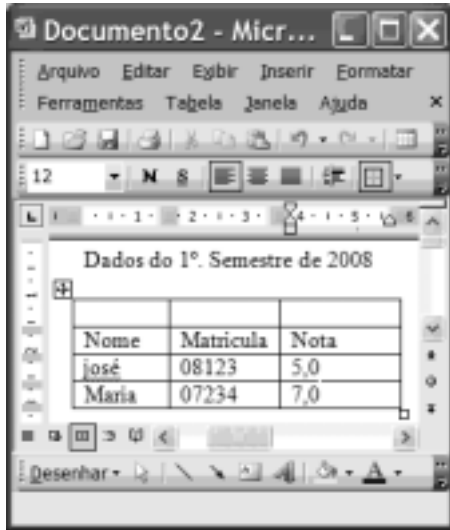 Documento2 - Micr...
Arquivo Editar Exibir Inserir Formatar
Ferramentas Tabela Janela Ajuda
12 N S
1 2 3 4 5 6
Dados do 1º. Semestre de 2008
Nome Matricula Nota
josé 08123 5,0
Maria 07234 7,0
Desenhar